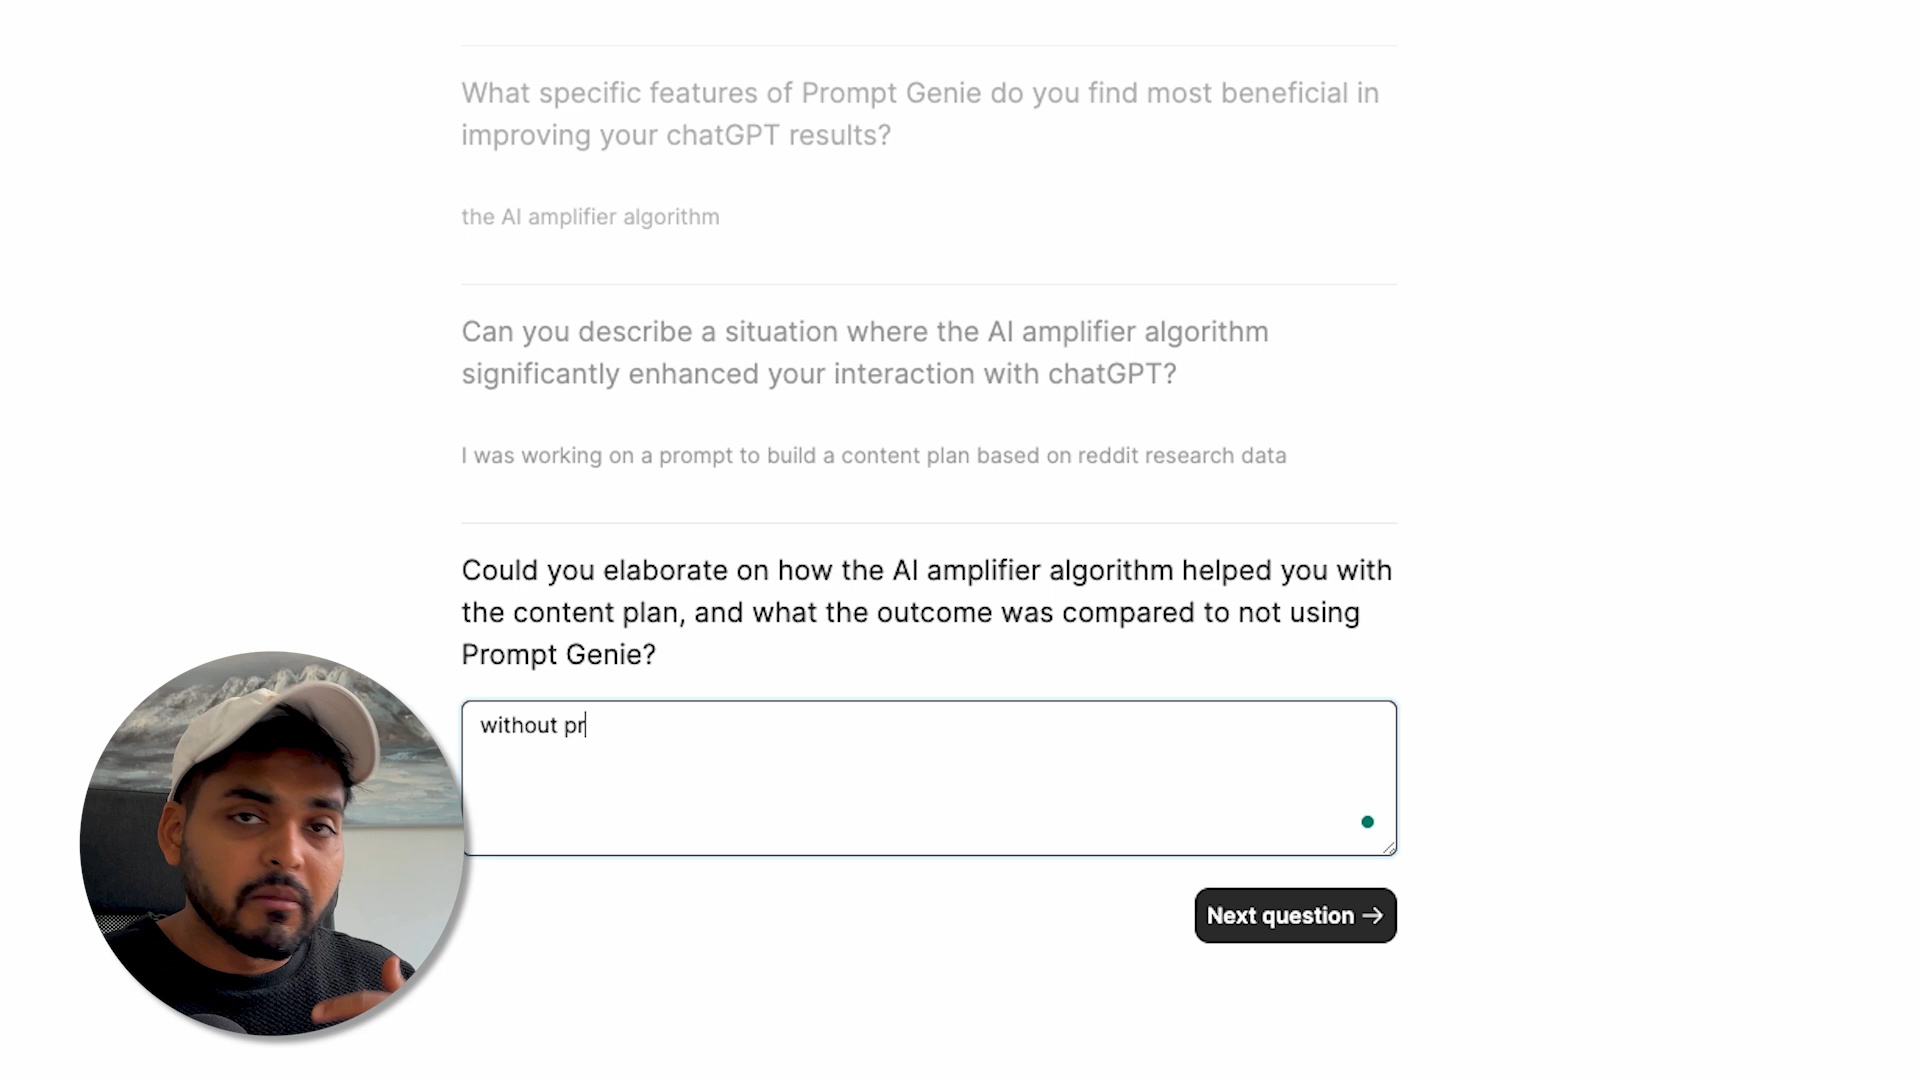 What specific features of Prompt Genie do you find most beneficial in
improving your chatGPT results?
the AI amplifier algorithm
Can you describe a situation where the AI amplifier algorithm
significantly enhanced your interaction with chatGPT?
I was working on a prompt to build a content plan based on reddit research data
Could you elaborate on how the AI amplifier algorithm helped you with
the content plan, and what the outcome was compared to not using
Prompt Genie?
without pr
Next question →